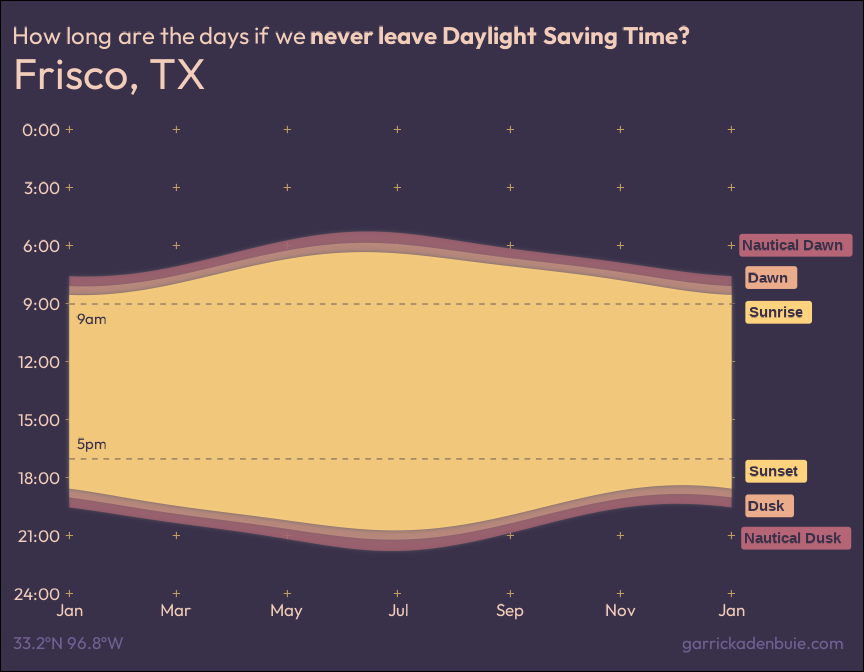 How long are the days if we never leave Daylight Saving Time?
Frisco, TX
0:00
3:00
6:00
Nautical Dawn
Dawn
9:00
Sunrise
9am
12:00
15:00
5pm
Sunset
18:00
Dusk
21:00
Nautical Dusk
24:00
Jan Mar May Jul Sep Nov Jan
33.2°N 96.8°W garrickadenbuie.com